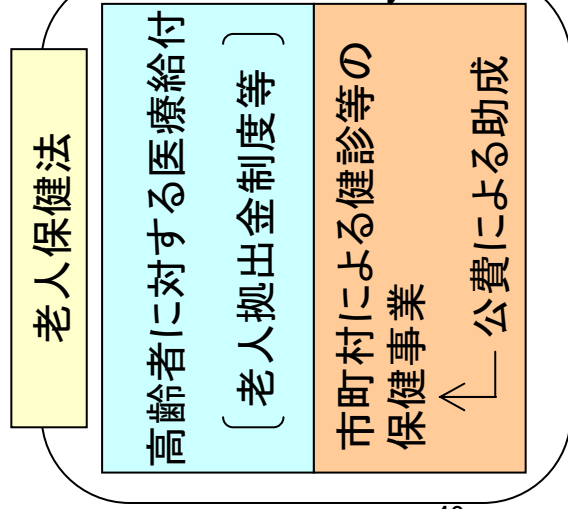 老人保健法
高齢者に対する医療給付
〔老人拠出金制度等〕
市町村による健診等の
保健事業
公費による助成